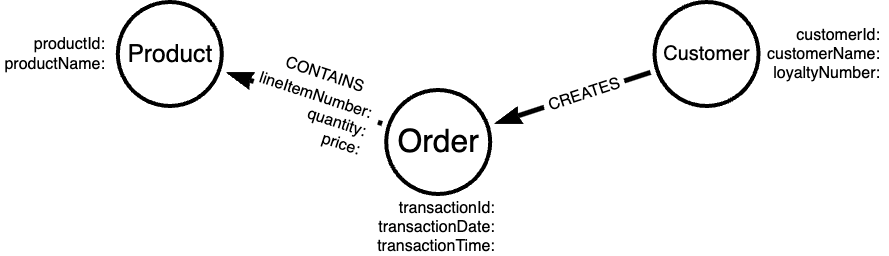 productId:
productName:
Product
CONTAINS
lineItemNumber:
quantity:
price:
Order
transactionId:
transactionDate:
transactionTime:
CREATES
Customer
customerId:
customerName:
loyaltyNumber: